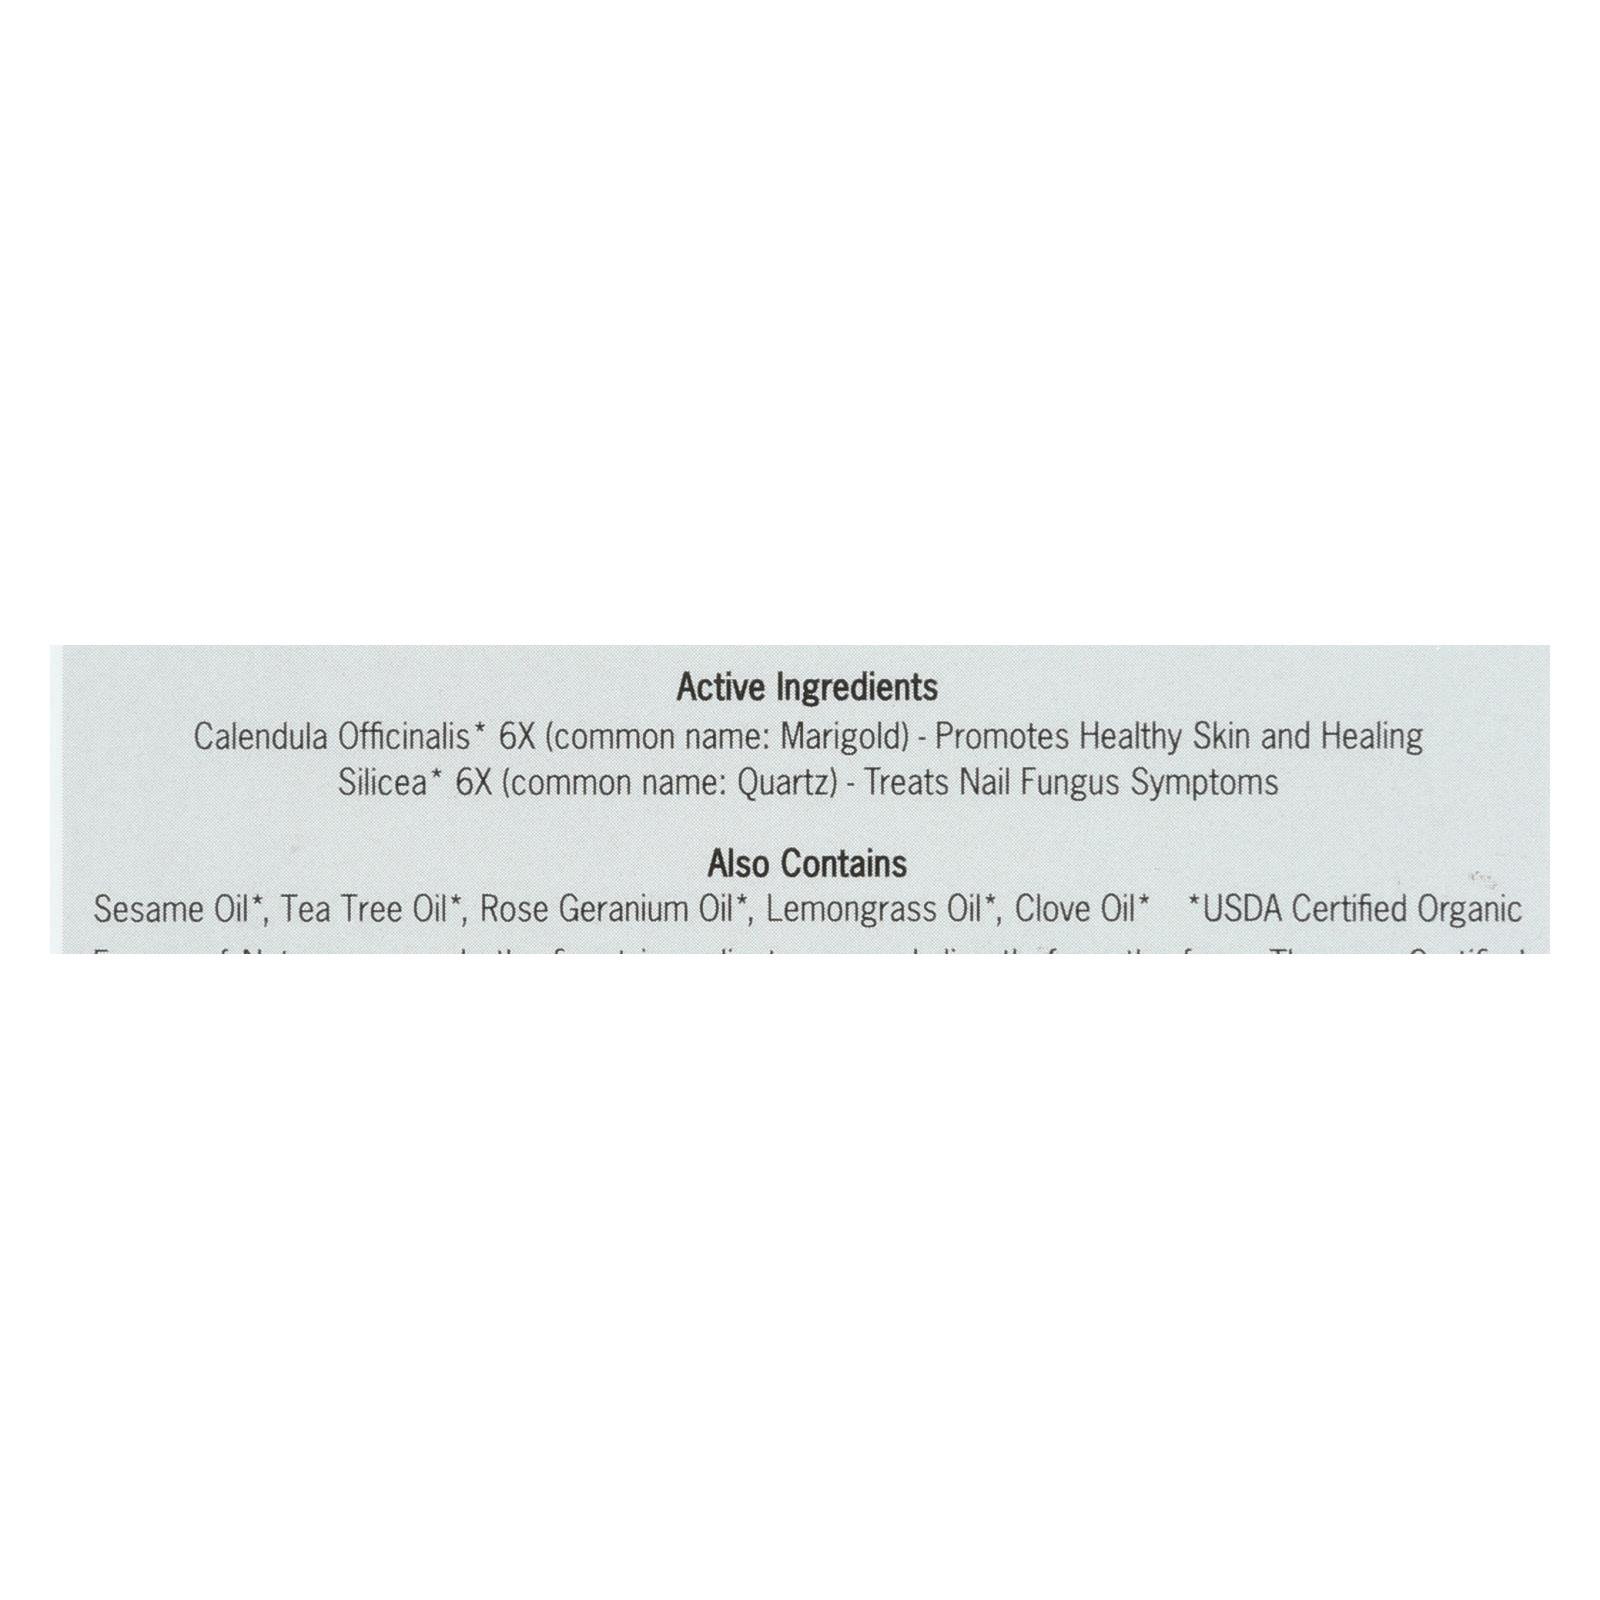 Active Ingredients
Calendula Officinalis* 6X (common name: Marigold) - Promotes Healthy Skin and Healing
Silicea* 6X (common name: Quartz) - Treats Nail Fungus Symptoms
Also Contains
Sesame Oil*, Tea Tree Oil*, Rose Geranium Oil*, Lemongrass Oil*, Clove Oil* *USDA Certified Organic